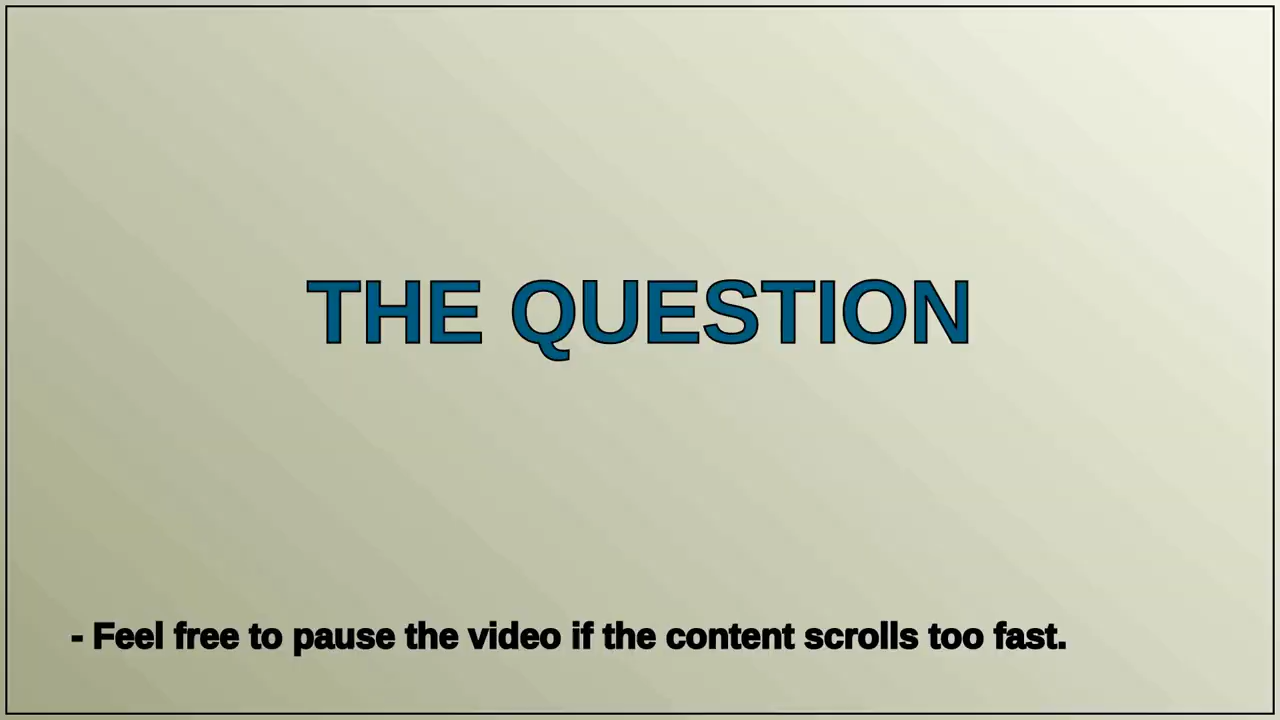 THE QUESTION
- Feel free to pause the video if the content scrolls too fast.